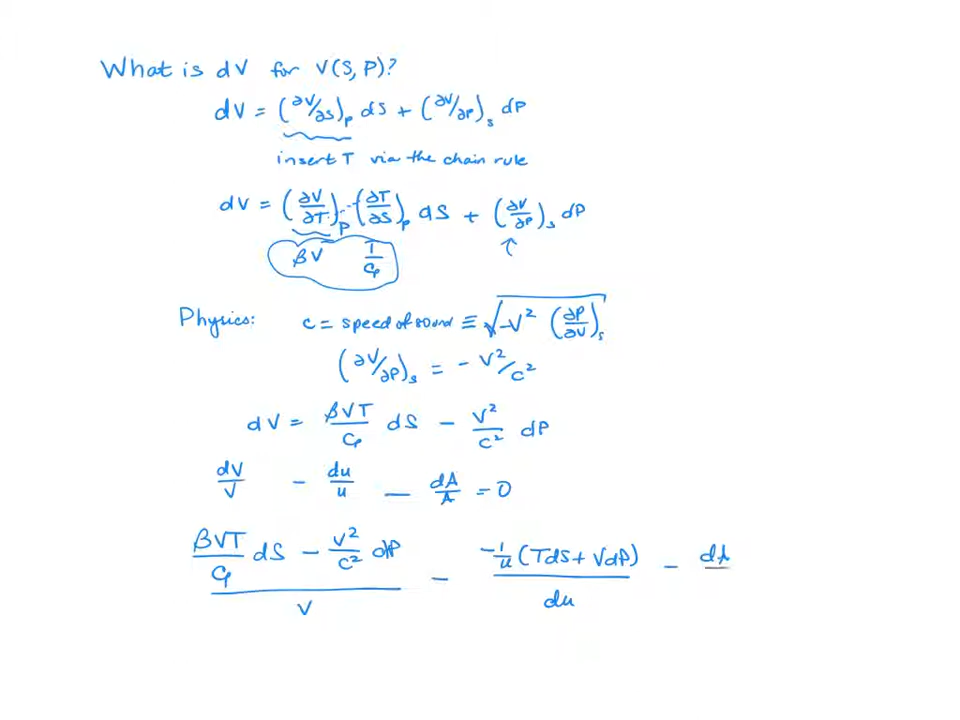 What is dV for V(S,P)?
dV = (∂V/∂S)_P dS + (∂V/∂P)_S dP
insert T via the chain rule
dV = (∂V/∂T)_P · (∂T/∂S)_P dS + (∂V/∂P)_S dP
βV T/C_P ↑
Physics: c = speed of sound ≡ √(-V² (∂P/∂V)_S)
(∂V/∂P)_S = - V²/c²
dV = βVT/C_P dS - V²/c² dP
dV/V - du/u - dA/A = 0
(βVT/C_P dS - V²/c² dP)/V - (-1/u (TdS + VdP))/du - dA